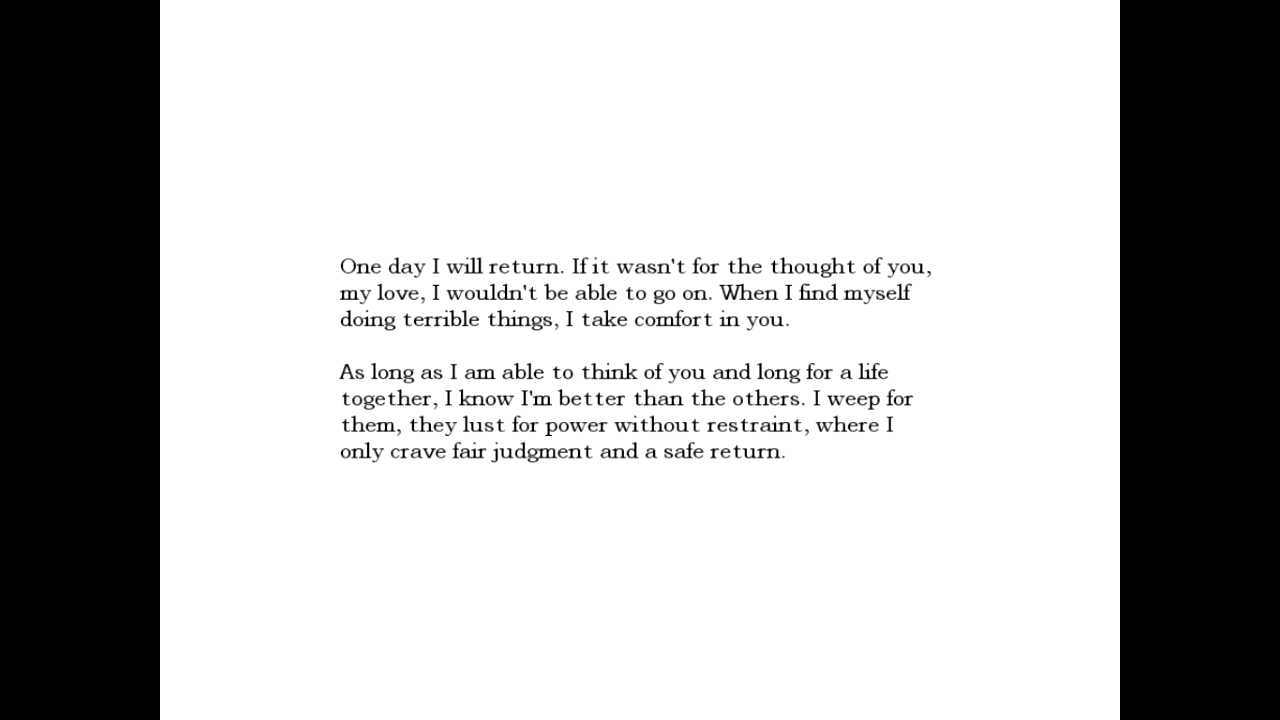 One day I will return. If it wasn't for the thought of you,
my love, I wouldn't be able to go on. When I find myself
doing terrible things, I take comfort in you.
As long as I am able to think of you and long for a life
together, I know I'm better than the others. I weep for
them, they lust for power without restraint, where I
only crave fair judgment and a safe return.